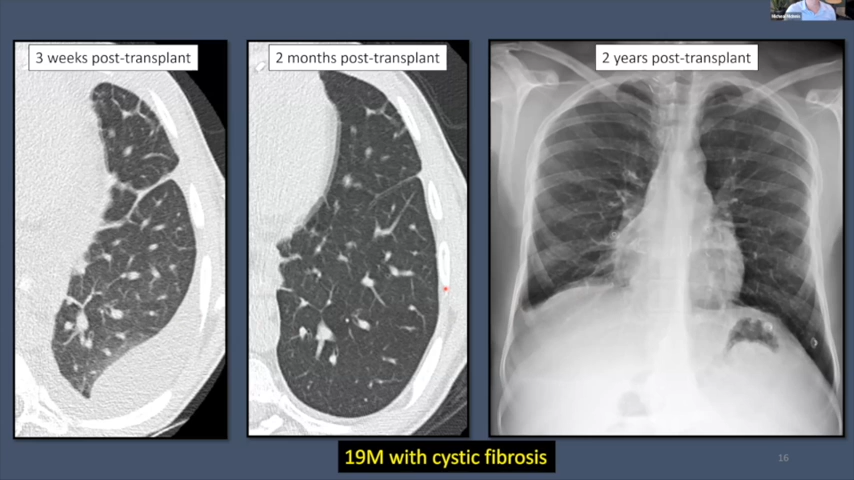 3 weeks post-transplant
2 months post-transplant
2 years post-transplant
19M with cystic fibrosis
16